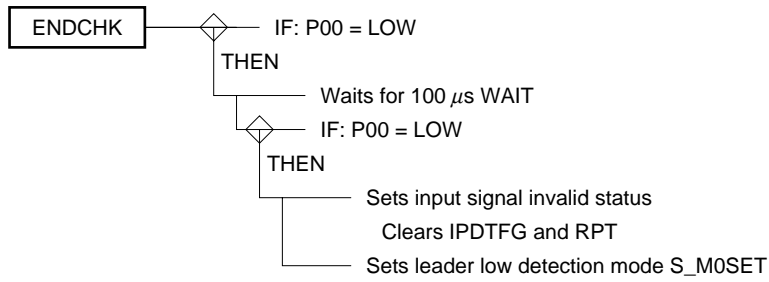 ENDCHK
IF: P00 = LOW
THEN
Waits for 100 μs WAIT
IF: P00 = LOW
THEN
Sets input signal invalid status
Clears IPDTFG and RPT
Sets leader low detection mode S_M0SET